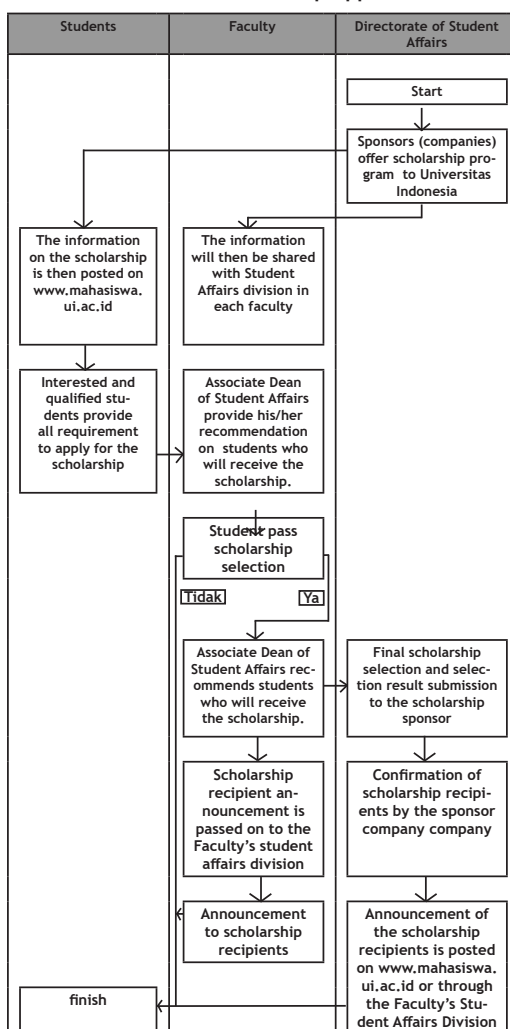 Students
Faculty
Directorate of Student
Affairs
Start
Sponsors (companies)
offer scholarship pro-
gram to Universitas
Indonesia
The information
on the scholarship
is then posted on
www.mahasiswa.
ui.ac.id
The information
will then be shared
with Student
Affairs division in
each faculty
Interested and
qualified stu-
dents provide
all requirement
to apply for the
scholarship
Associate Dean
of Student Affairs
provide his/her
recommendation
on students who
will receive the
scholarship.
Student pass
scholarship
selection
Tidak
Ya
Associate Dean of
Student Affairs rec-
ommends students
who will receive
the scholarship.
Final scholarship
selection and selec-
tion result submission
to the scholarship
sponsor
Scholarship
recipient an-
nouncement is
passed on to the
Faculty's student
affairs division
Confirmation of
scholarship recipi-
ents by the sponsor
company company
Announcement
to scholarship
recipients
Announcement of
the scholarship
recipients is posted
on www.mahasiswa.
ui.ac.id or through
the Faculty's Stu-
dent Affairs Division
finish